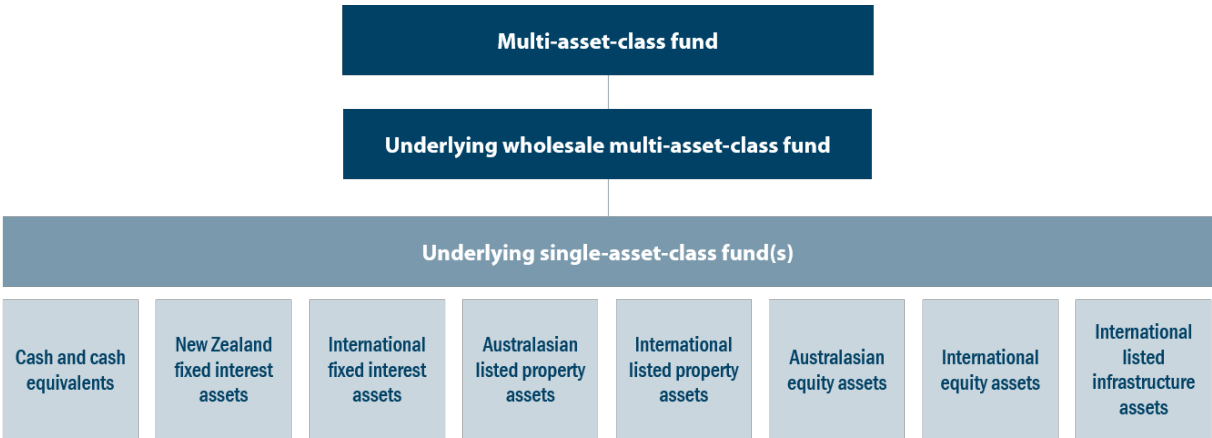 Multi-asset-class fund
Underlying wholesale multi-asset-class fund
Underlying single-asset-class fund(s)
Cash and cash
equivalents
New Zealand
fixed interest
assets
International
fixed interest
assets
Australasian
listed property
assets
International
listed property
assets
Australasian
equity assets
International
equity assets
International
listed
infrastructure
assets